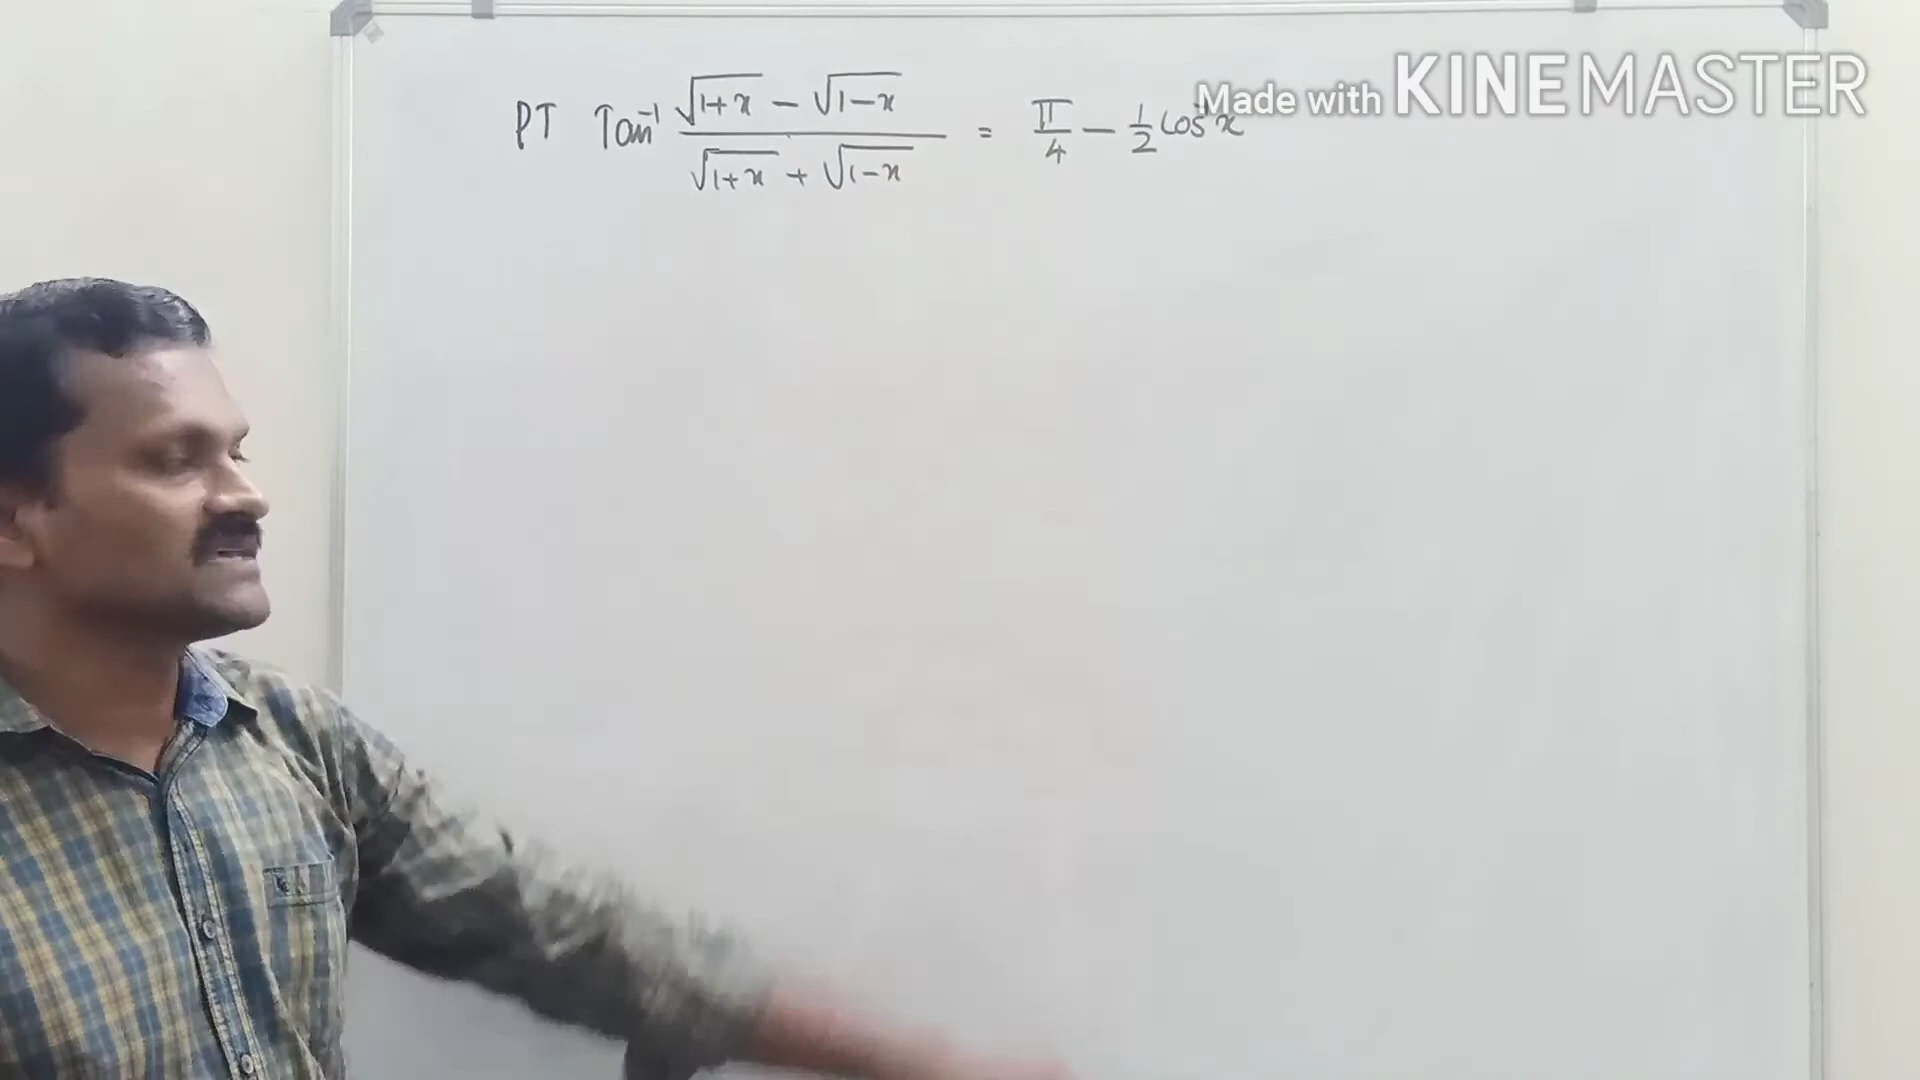 PT Tan⁻¹ (√(1+x) − √(1−x)) / (√(1+x) + √(1−x)) = π/4 − 1/2 cos⁻¹x
Made with KINEMASTER